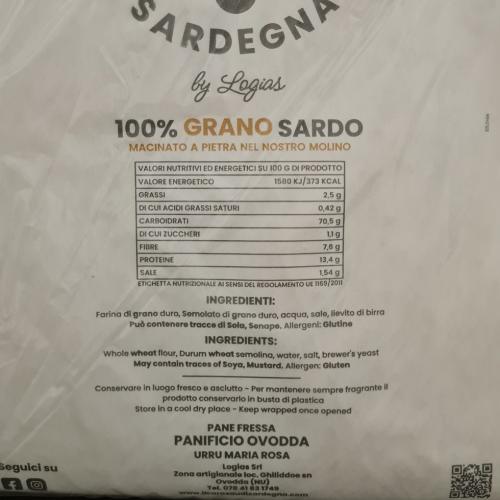 SARDEGNA
by Logias
100% GRANO SARDO
MACINATO A PIETRA NEL NOSTRO MOLINO
VALORI NUTRITIVI ED ENERGETICI SU 100 G DI PRODOTTO
VALORE ENERGETICO 1580 KJ/373 KCAL
GRASSI 2,5 g
DI CUI ACIDI GRASSI SATURI 0,42 g
CARBOIDRATI 70,5 g
DI CUI ZUCCHERI 1,1 g
FIBRE 7,6 g
PROTEINE 13,4 g
SALE 1,54 g
ETICHETTA NUTRIZIONALE AI SENSI DEL REGOLAMENTO UE 1169/2011
INGREDIENTI:
Farina di grano duro, Semolato di grano duro, acqua, sale, lievito di birra
Può contenere tracce di Soia, Senape. Allergeni: Glutine
INGREDIENTS:
Whole wheat flour, Durum wheat semolina, water, salt, brewer's yeast
May contain traces of Soya, Mustard. Allergen: Gluten
Conservare in luogo fresco e asciutto - Per mantenere sempre fragrante il
prodotto conservarlo in busta di plastica
Store in a cool dry place - Keep wrapped once opened
PANE FRESSA
PANIFICIO OVODDA
URRU MARIA ROSA
Seguici su
Logias Srl
Zona artigianale loc. Ghiliddoe sn
Ovodda (NU)
Tel. 078 41 83 1749